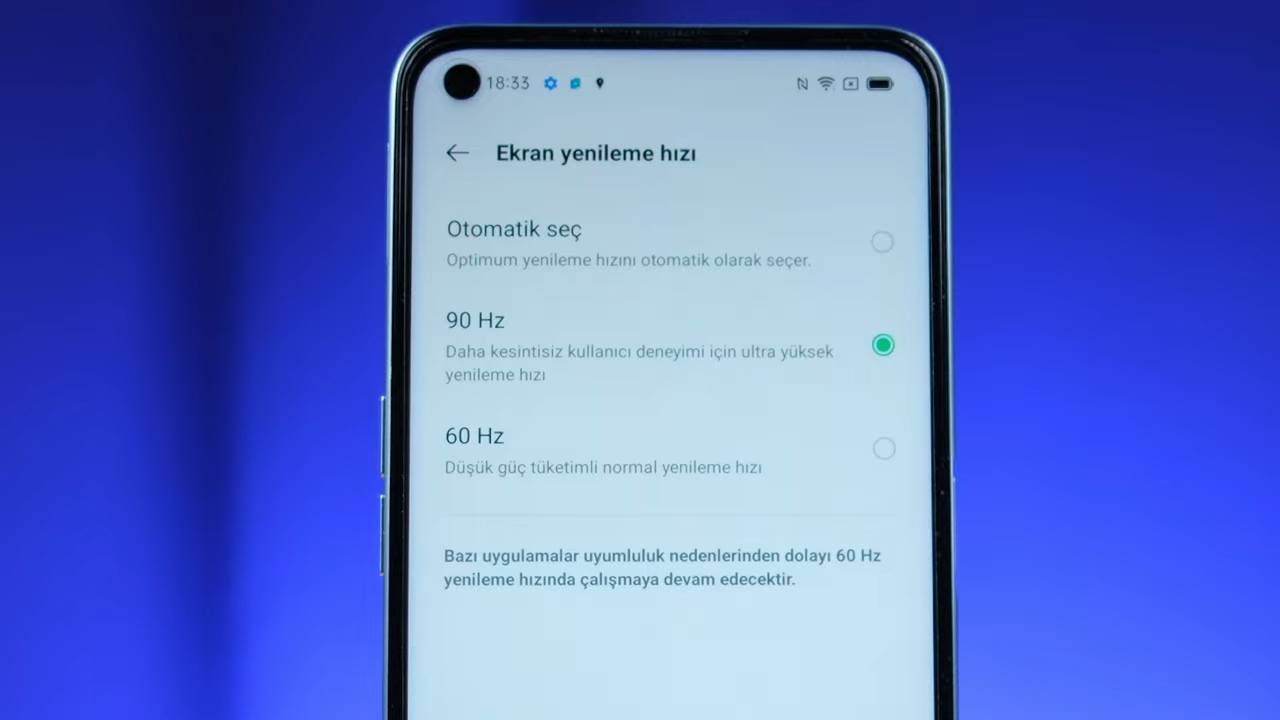 18:33
Ekran yenileme hızı
Otomatik seç
Optimum yenileme hızını otomatik olarak seçer.
90 Hz
Daha kesintisiz kullanıcı deneyimi için ultra yüksek
yenileme hızı
60 Hz
Düşük güç tüketimli normal yenileme hızı
Bazı uygulamalar uyumluluk nedenlerinden dolayı 60 Hz
yenileme hızında çalışmaya devam edecektir.